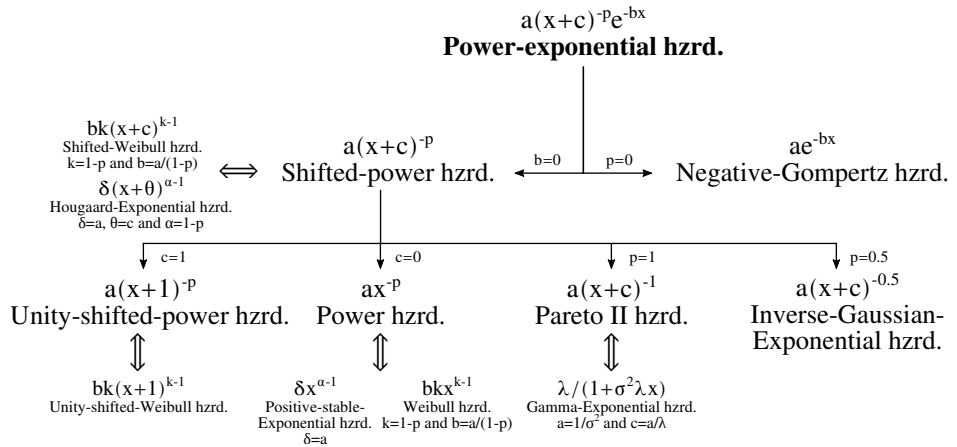 a(x+c)⁻ᵖe⁻ᵇˣ
Power-exponential hzrd.
bk(x+c)ᵏ⁻¹
Shifted-Weibull hzrd.
k=1-p and b=a/(1-p)
δ(x+θ)^α-1
Hougaard-Exponential hzrd.
δ=a, θ=c and α=1-p
⇔
a(x+c)⁻ᵖ
Shifted-power hzrd.
b=0
p=0
ae⁻ᵇˣ
Negative-Gompertz hzrd.
c=1
c=0
p=1
p=0.5
a(x+1)⁻ᵖ
Unity-shifted-power hzrd.
ax⁻ᵖ
Power hzrd.
a(x+c)⁻¹
Pareto II hzrd.
a(x+c)^-0.5
Inverse-Gaussian-
Exponential hzrd.
bk(x+1)ᵏ⁻¹
Unity-shifted-Weibull hzrd.
δx^α-1
Positive-stable-
Exponential hzrd.
δ=a
bkxᵏ⁻¹
Weibull hzrd.
k=1-p and b=a/(1-p)
λ/(1+σ²λx)
Gamma-Exponential hzrd.
a=1/σ² and c=a/λ